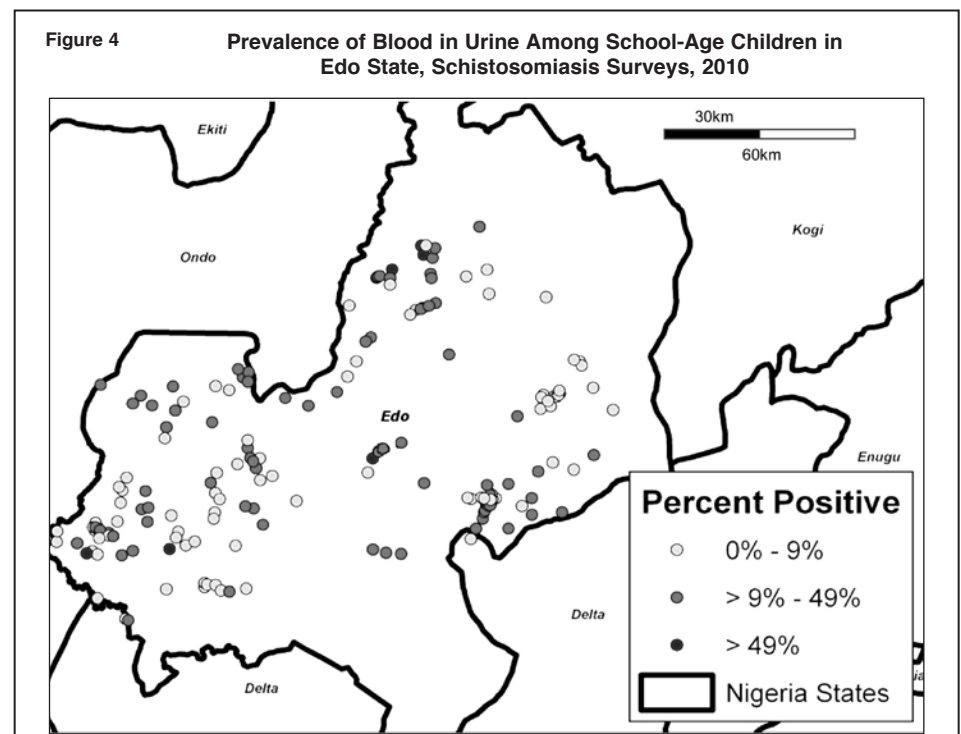 Figure 4
Prevalence of Blood in Urine Among School-Age Children in
Edo State, Schistosomiasis Surveys, 2010
30km
60km
Ekiti
Kogi
Ondo
Edo
Enugu
Percent Positive
0% - 9%
> 9% - 49%
> 49%
Nigeria States
Delta
Delta